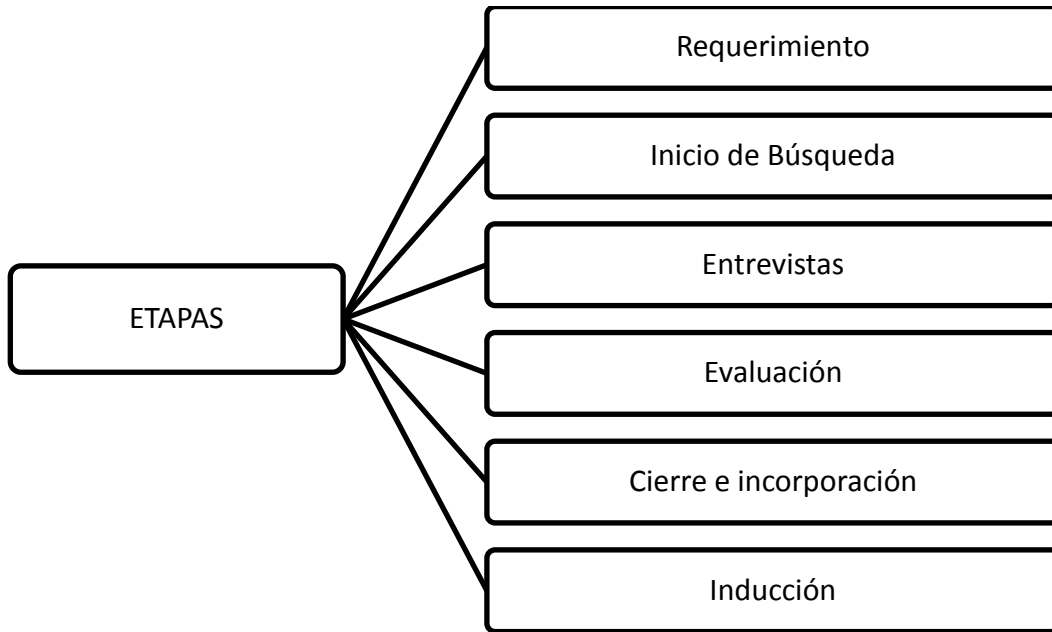 ETAPAS
Requerimiento
Inicio de Búsqueda
Entrevistas
Evaluación
Cierre e incorporación
Inducción